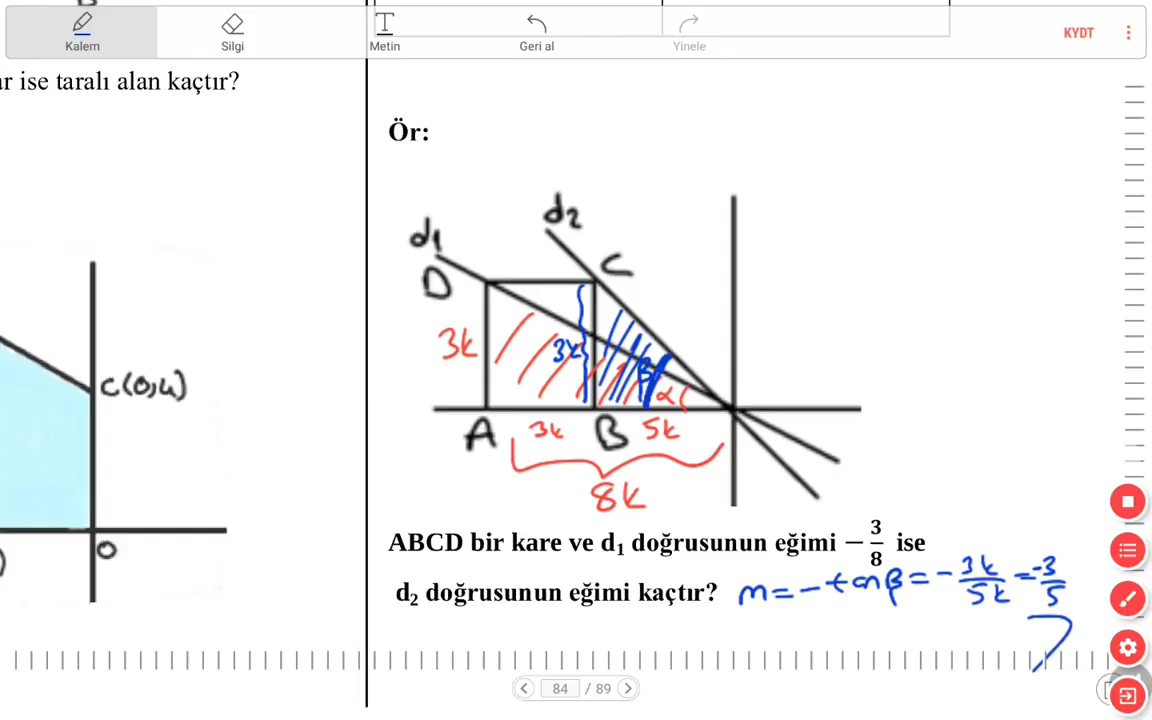 Kalem
Silgi
T
Metin
Geri al
Yinele
KYDT
ar ise taralı alan kaçtır?
C(0,4)
O
Ör:
d2
d1
D
C
3k
3k
β
α
A
3k
B
5k
8k
ABCD bir kare ve d₁ doğrusunun eğimi −3/8 ise
d₂ doğrusunun eğimi kaçtır? m = −tanβ = −3k/5k = −3/5
84 / 89